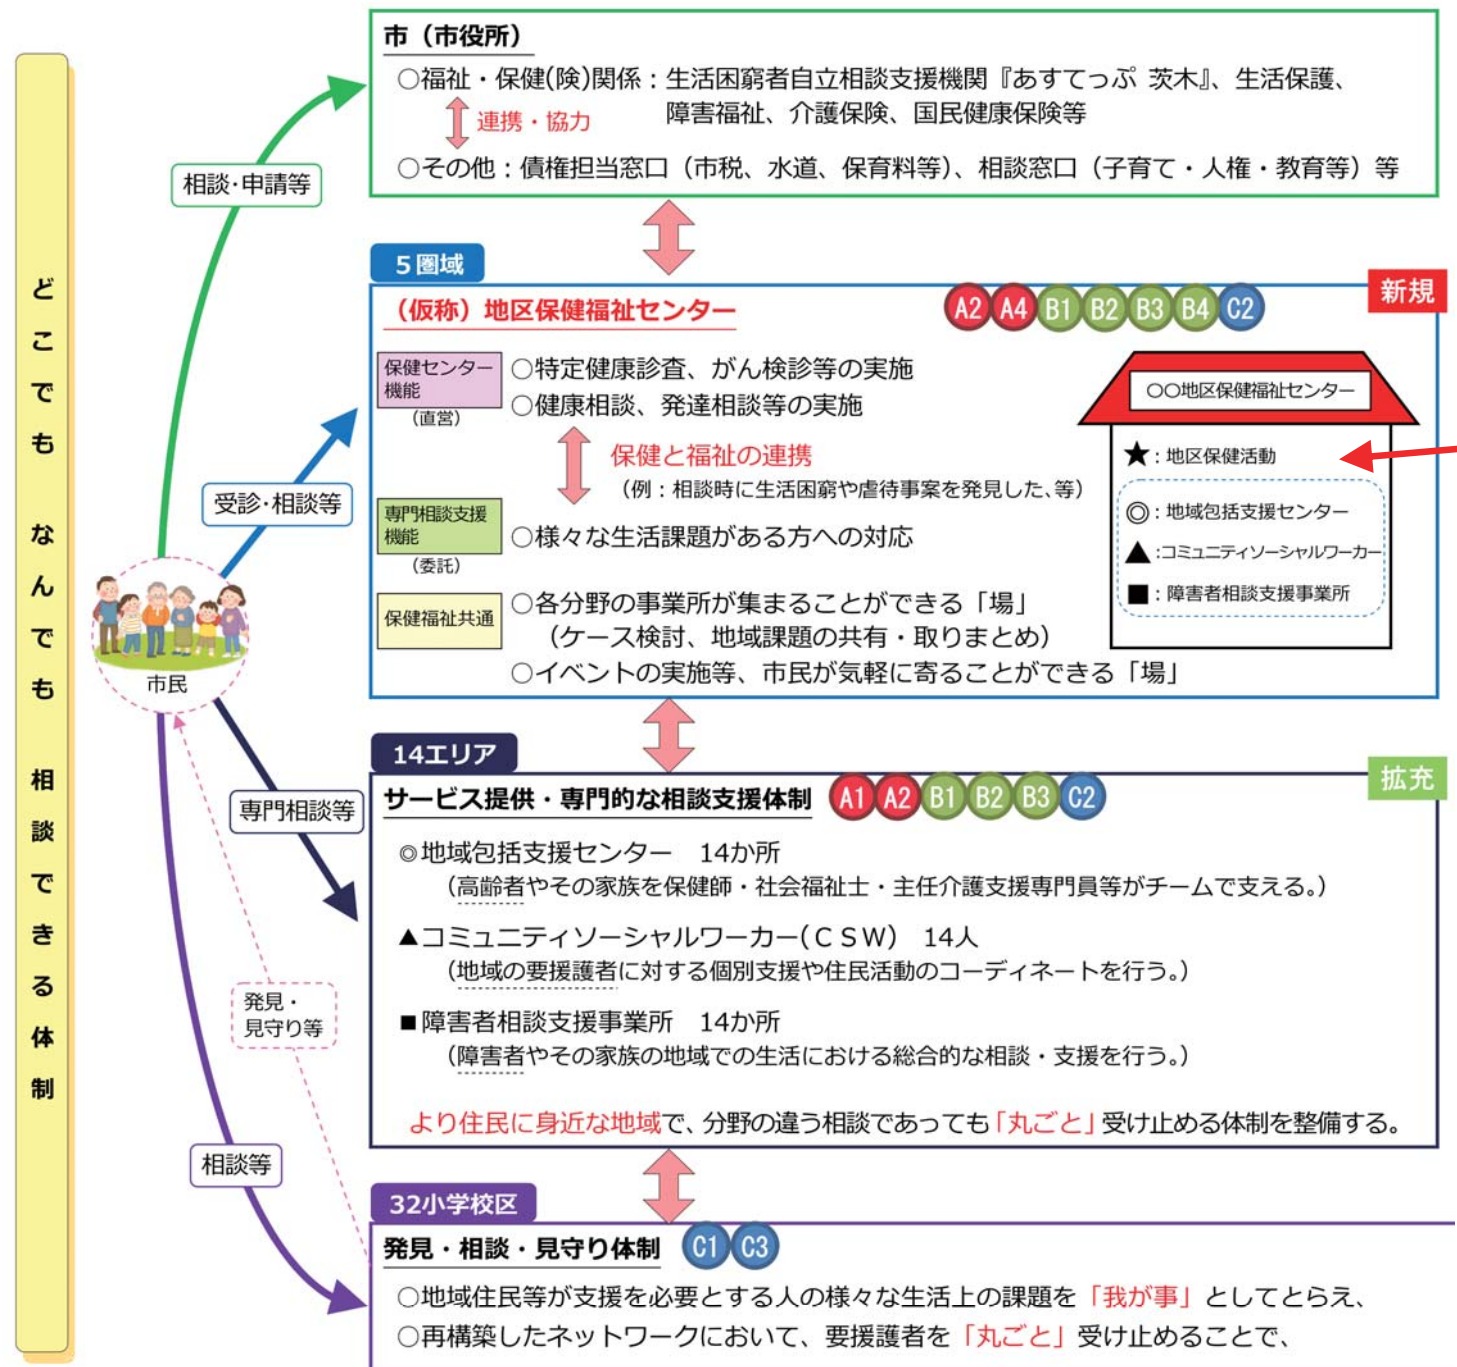 どこでも なんでも 相談できる体制
市（市役所）
○福祉・保健(険)関係：生活困窮者自立相談支援機関『あすてっぷ 茨木』、生活保護、
障害福祉、介護保険、国民健康保険等
連携・協力
○その他：債権担当窓口（市税、水道、保育料等）、相談窓口（子育て・人権・教育等）等
相談・申請等
5圏域
新規
（仮称）地区保健福祉センター
A2 A4 B1 B2 B3 B4 C2
保健センター
機能
（直営）
○特定健康診査、がん検診等の実施
○健康相談、発達相談等の実施
保健と福祉の連携
（例：相談時に生活困窮や虐待事案を発見した、等）
専門相談支援
機能
（委託）
○様々な生活課題がある方への対応
保健福祉共通
○各分野の事業所が集まることができる「場」
（ケース検討、地域課題の共有・取りまとめ）
○イベントの実施等、市民が気軽に寄ることができる「場」
○○地区保健福祉センター
★：地区保健活動
◎：地域包括支援センター
▲：コミュニティソーシャルワーカー
■：障害者相談支援事業所
受診・相談等
市民
専門相談等
14エリア
拡充
サービス提供・専門的な相談支援体制
A1 A2 B1 B2 B3 C2
◎地域包括支援センター　14か所
（高齢者やその家族を保健師・社会福祉士・主任介護支援専門員等がチームで支える。）
▲コミュニティソーシャルワーカー（ＣＳＷ）　14人
（地域の要援護者に対する個別支援や住民活動のコーディネートを行う。）
■障害者相談支援事業所　14か所
（障害者やその家族の地域での生活における総合的な相談・支援を行う。）
より住民に身近な地域で、分野の違う相談であっても「丸ごと」受け止める体制を整備する。
発見・
見守り等
相談等
32小学校区
発見・相談・見守り体制
C1 C3
○地域住民等が支援を必要とする人の様々な生活上の課題を「我が事」としてとらえ、
○再構築したネットワークにおいて、要援護者を「丸ごと」受け止めることで、